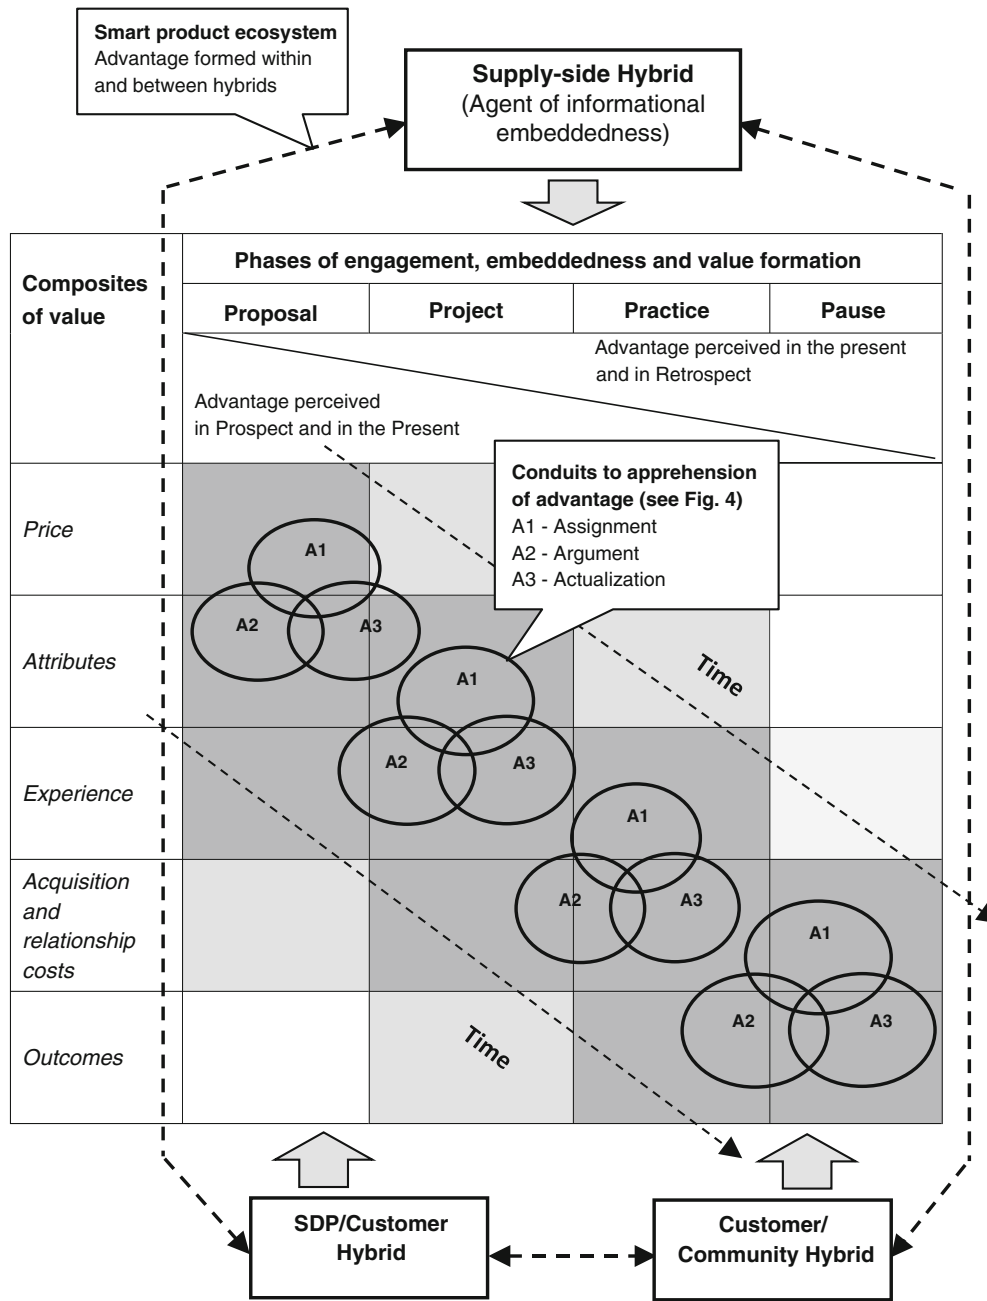 Smart product ecosystem
Advantage formed within
and between hybrids
Supply-side Hybrid
(Agent of informational
embeddedness)
Composites
of value
Phases of engagement, embeddedness and value formation
Proposal
Project
Practice
Pause
Advantage perceived in the present
and in Retrospect
Advantage perceived
in Prospect and in the Present
Conduits to apprehension
of advantage (see Fig. 4)
A1 - Assignment
A2 - Argument
A3 - Actualization
Price
A1
A2
A3
Attributes
A1
Time
Experience
A2
A3
A1
Acquisition
and
relationship
costs
A2
A3
A1
Outcomes
Time
A2
A3
SDP/Customer
Hybrid
Customer/
Community Hybrid